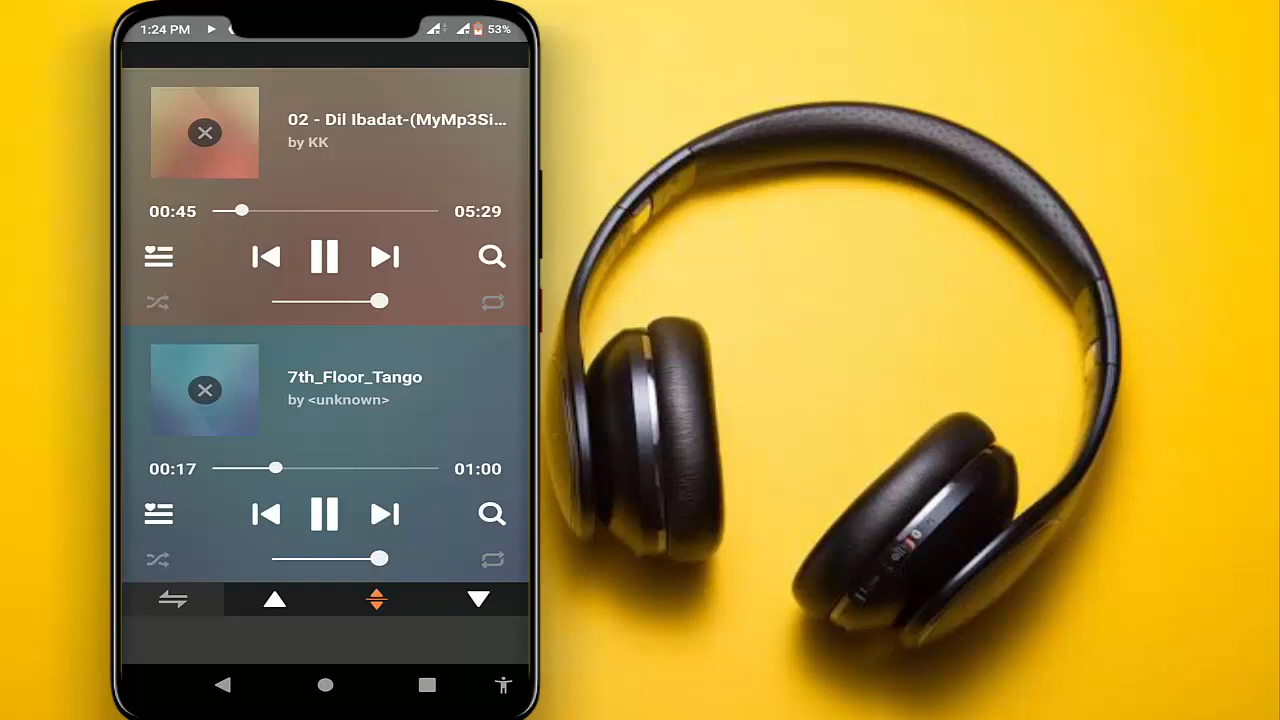 1:24 PM
53%
02 - Dil Ibadat-(MyMp3Si...
by KK
00:45
05:29
7th_Floor_Tango
by <unknown>
00:17
01:00